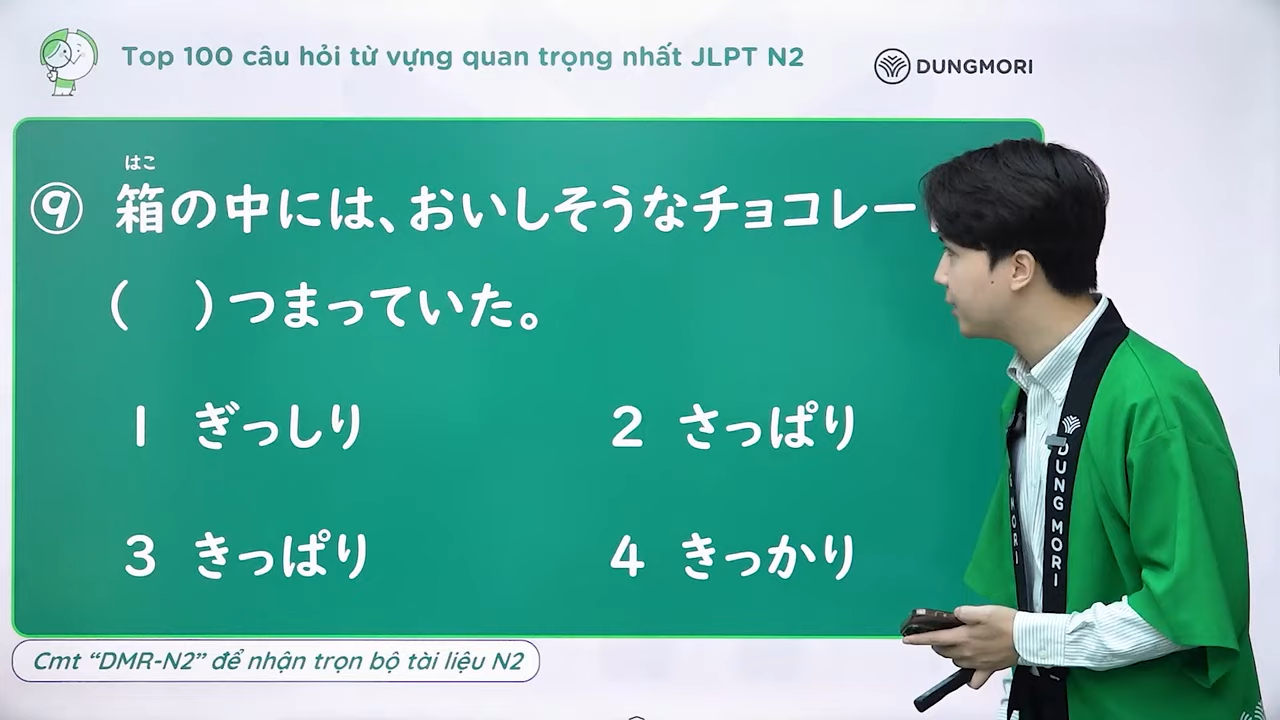 Top 100 câu hỏi từ vựng quan trọng nhất JLPT N2
DUNGMORI
はこ
⑨ 箱の中には、おいしそうなチョコレー
(　)つまっていた。
1 ぎっしり
2 さっぱり
3 きっぱり
4 きっかり
Cmt “DMR-N2” để nhận trọn bộ tài liệu N2
DUNG MORI
MORI